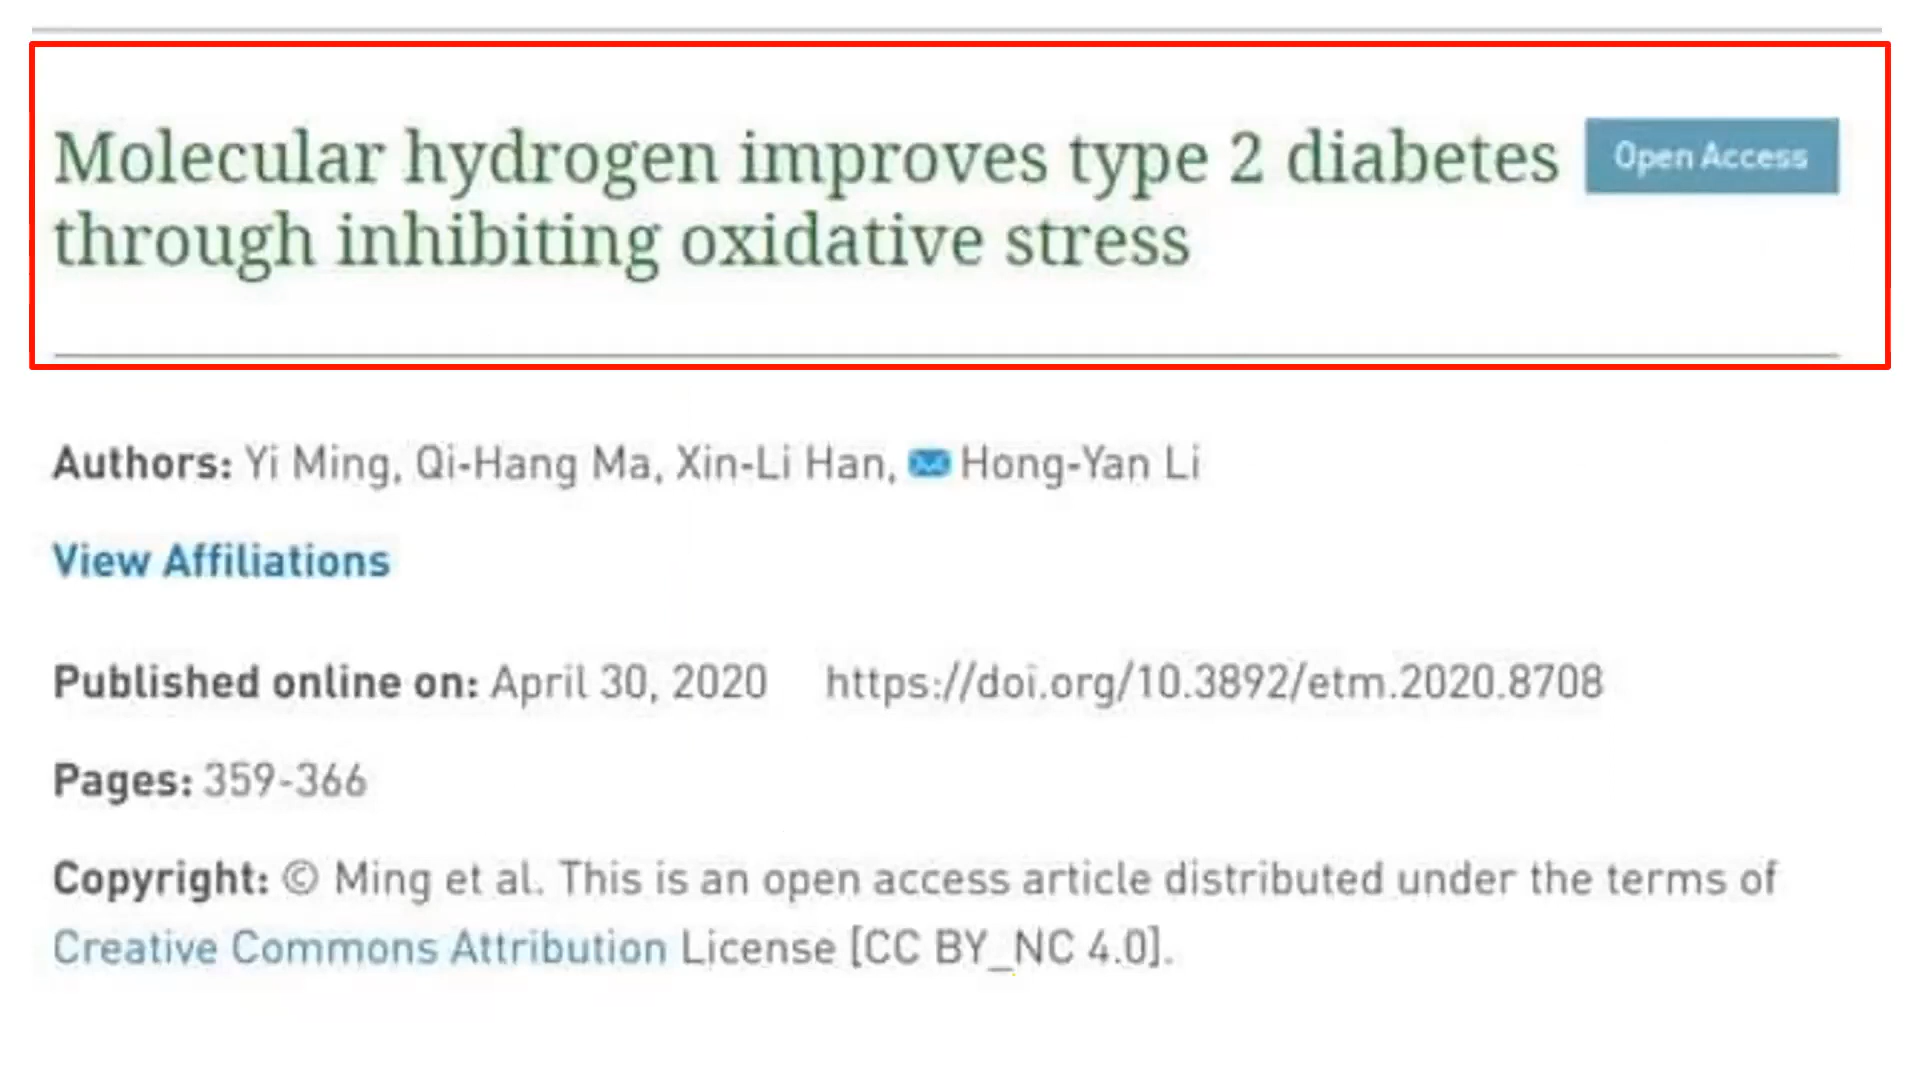 Molecular hydrogen improves type 2 diabetes Open Access
through inhibiting oxidative stress
Authors: Yi Ming, Qi-Hang Ma, Xin-Li Han, Hong-Yan Li
View Affiliations
Published online on: April 30, 2020 https://doi.org/10.3892/etm.2020.8708
Pages: 359-366
Copyright: © Ming et al. This is an open access article distributed under the terms of
Creative Commons Attribution License [CC BY_NC 4.0].